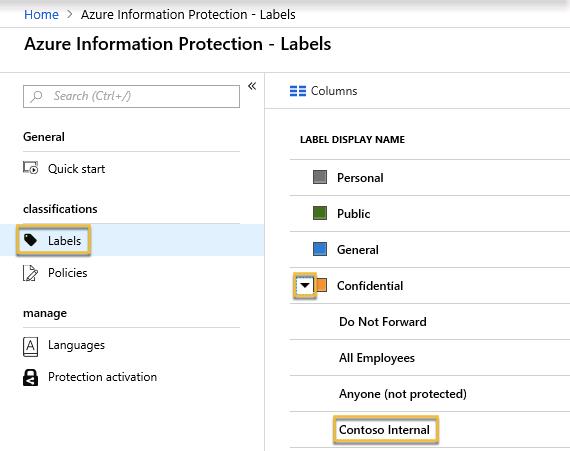 Home > Azure Information Protection - Labels
Azure Information Protection - Labels
Search (Ctrl+/)
«
General
Quick start
classifications
Labels
Policies
manage
A Languages
Protection activation
Columns
LABEL DISPLAY NAME
Personal
Public
General
Confidential
Do Not Forward
All Employees
Anyone (not protected)
Contoso Internal